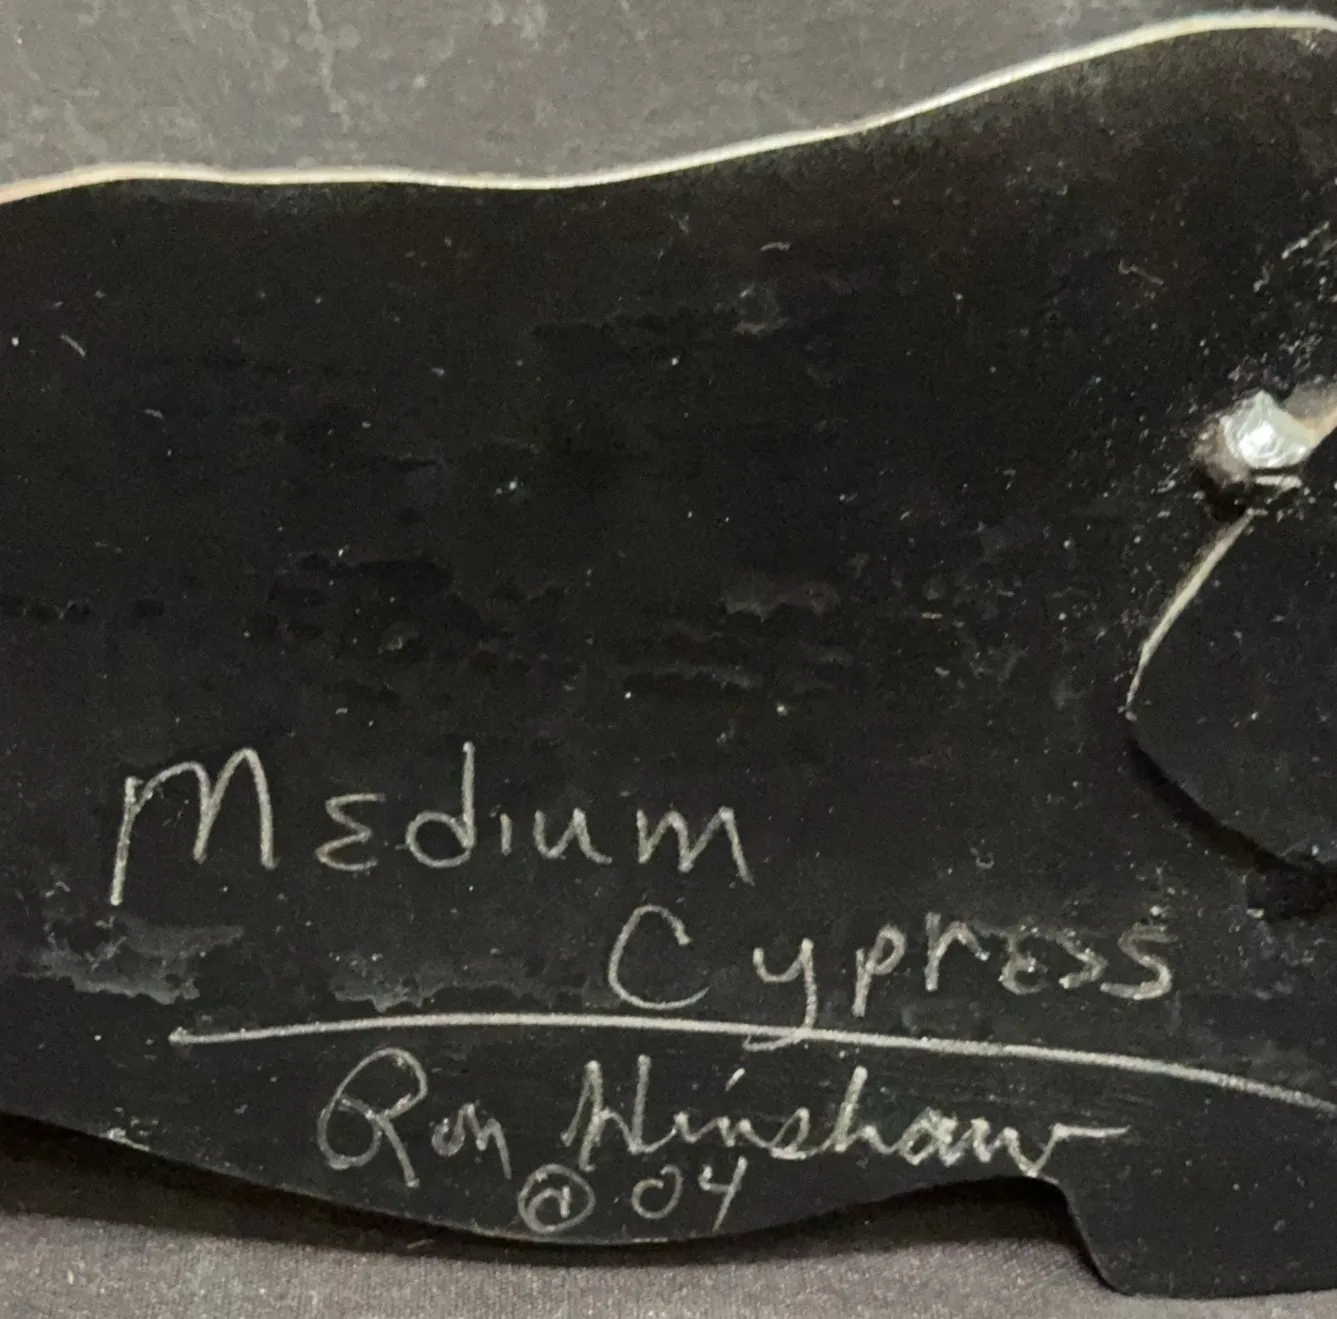 Medium
Cypress
Ron Hinshaw
@ 04